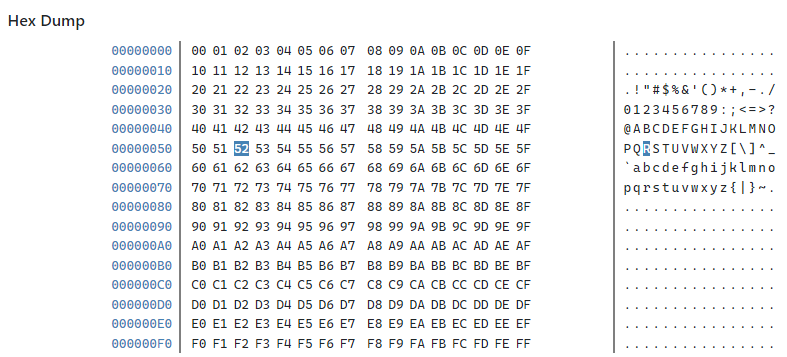 Hex Dump
00000000 00 01 02 03 04 05 06 07 08 09 0A 0B 0C 0D 0E 0F ................
00000010 10 11 12 13 14 15 16 17 18 19 1A 1B 1C 1D 1E 1F ................
00000020 20 21 22 23 24 25 26 27 28 29 2A 2B 2C 2D 2E 2F .!"#$%&'()*+,-./
00000030 30 31 32 33 34 35 36 37 38 39 3A 3B 3C 3D 3E 3F 0123456789:;<=>?
00000040 40 41 42 43 44 45 46 47 48 49 4A 4B 4C 4D 4E 4F @ABCDEFGHIJKLMNO
00000050 50 51 52 53 54 55 56 57 58 59 5A 5B 5C 5D 5E 5F PQRSTUVWXYZ[\]^_
00000060 60 61 62 63 64 65 66 67 68 69 6A 6B 6C 6D 6E 6F `abcdefghijklmno
00000070 70 71 72 73 74 75 76 77 78 79 7A 7B 7C 7D 7E 7F pqrstuvwxyz{|}~.
00000080 80 81 82 83 84 85 86 87 88 89 8A 8B 8C 8D 8E 8F ................
00000090 90 91 92 93 94 95 96 97 98 99 9A 9B 9C 9D 9E 9F ................
000000A0 A0 A1 A2 A3 A4 A5 A6 A7 A8 A9 AA AB AC AD AE AF ................
000000B0 B0 B1 B2 B3 B4 B5 B6 B7 B8 B9 BA BB BC BD BE BF ................
000000C0 C0 C1 C2 C3 C4 C5 C6 C7 C8 C9 CA CB CC CD CE CF ................
000000D0 D0 D1 D2 D3 D4 D5 D6 D7 D8 D9 DA DB DC DD DE DF ................
000000E0 E0 E1 E2 E3 E4 E5 E6 E7 E8 E9 EA EB EC ED EE EF ................
000000F0 F0 F1 F2 F3 F4 F5 F6 F7 F8 F9 FA FB FC FD FE FF ................